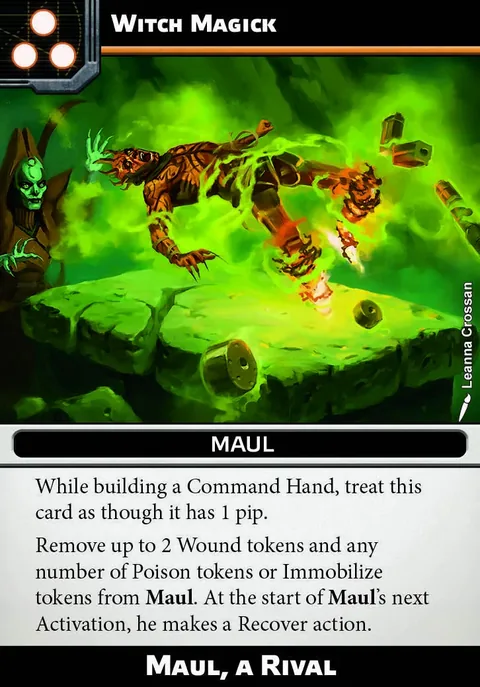 Witch Magick
Leanna Crossan
MAUL
While building a Command Hand, treat this
card as though it has 1 pip.
Remove up to 2 Wound tokens and any
number of Poison tokens or Immobilize
tokens from Maul. At the start of Maul's next
Activation, he makes a Recover action.
Maul, a Rival